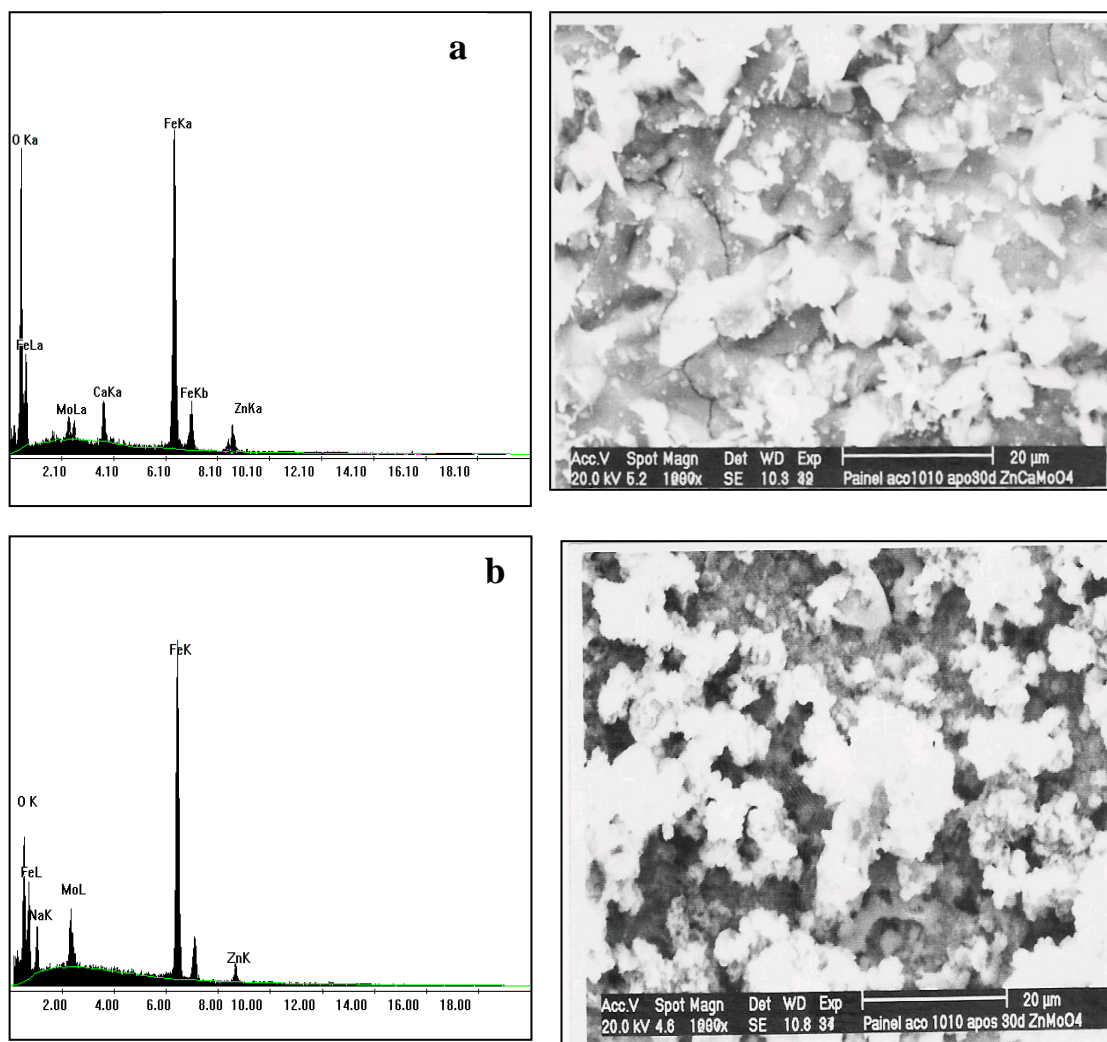 a
O Ka
FeLa
MoLa
CaKa
FeKa
FeKb
ZnKa
2.10 4.10 6.10 8.10 10.10 12.10 14.10 16.10 18.10
Acc.V Spot Magn Det WD Exp 20 µm
20.0 kV 5.2 SE 10.3 Painel aco1010 apo30d ZnCaMoO4
b
O K
FeL
NaK
MoL
FeK
ZnK
2.00 4.00 6.00 8.00 10.00 12.00 14.00 16.00 18.00
Acc.V Spot Magn Det WD Exp 20 µm
20.0 kV 4.6 SE 10.8 Painel aco 1010 apos 30d ZnMoO4